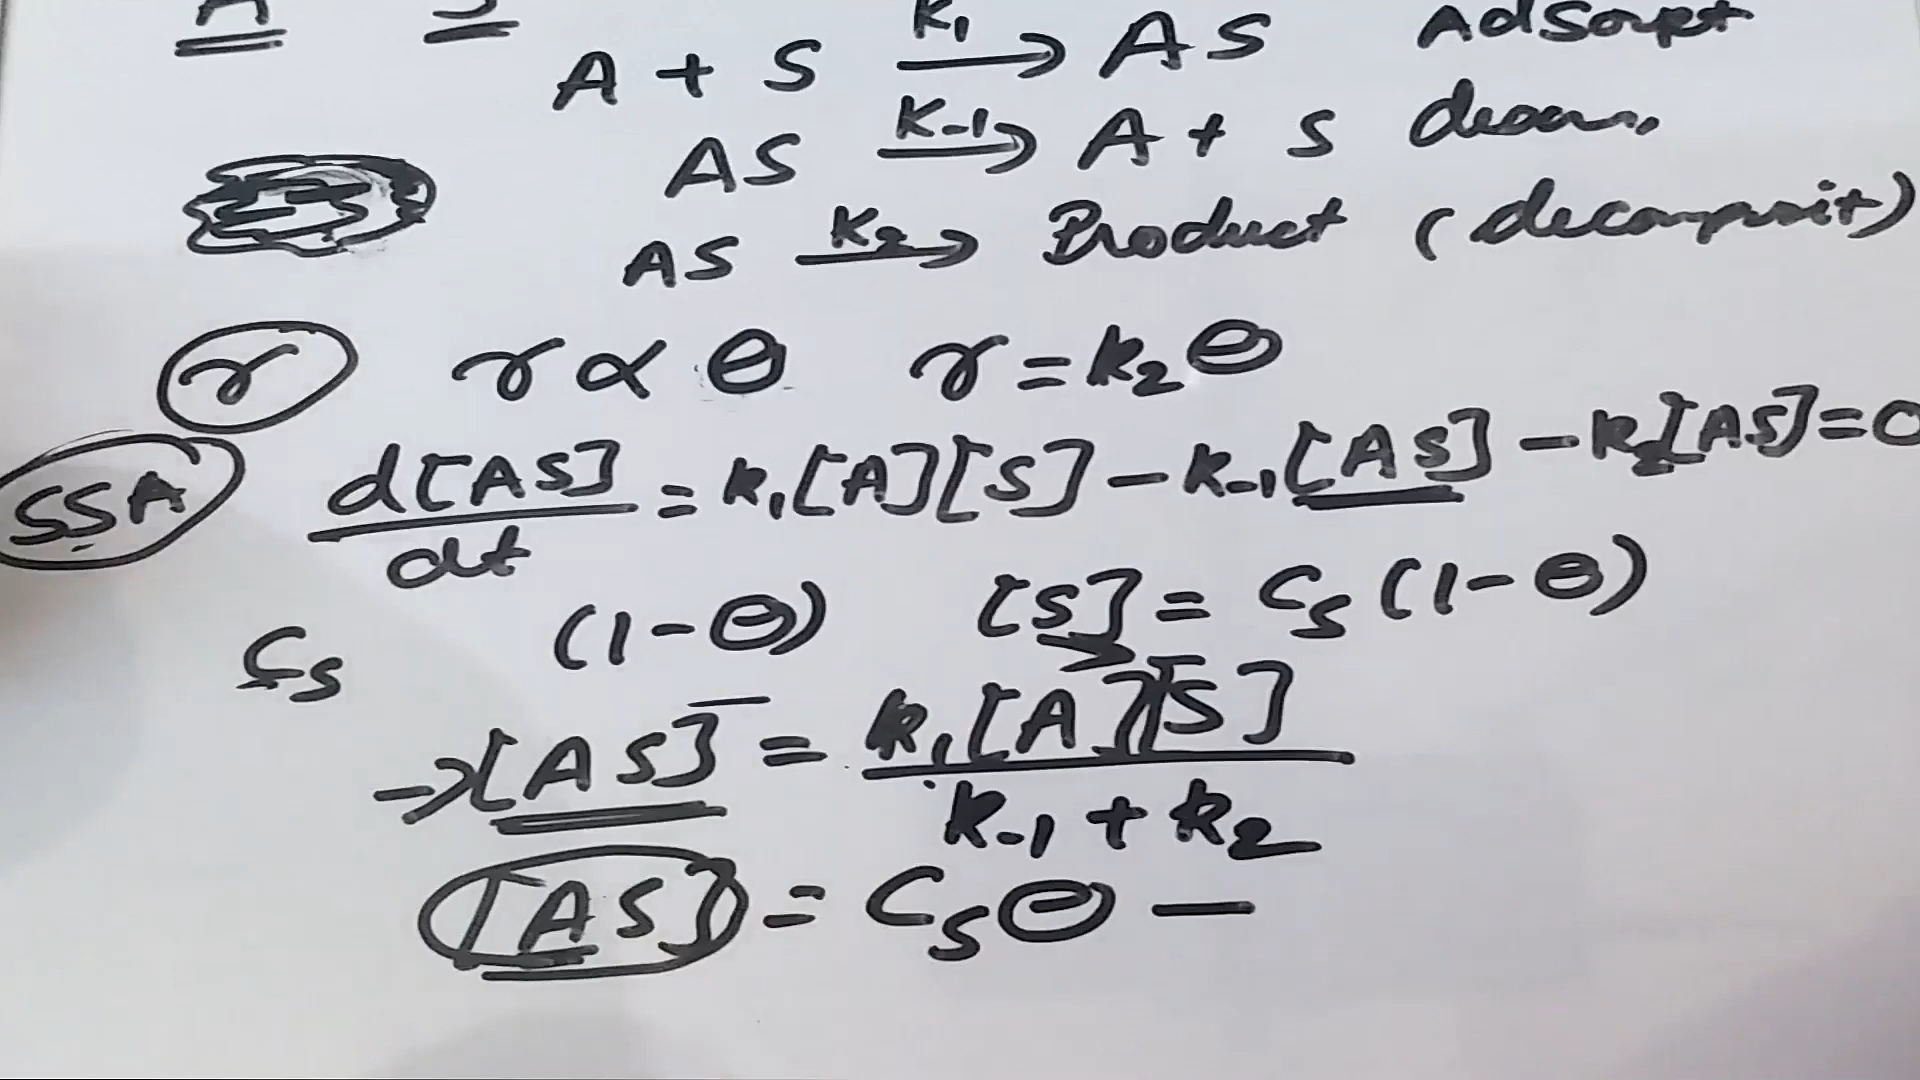 A S
A + S —k₁→ AS Adsorpt
AS —k₋₁→ A + S
AS —k₂→ Product (decomposit)
r r ∝ θ r = k₂θ
SSA d[AS]/dt = k₁[A][S] − k₋₁[AS] − k₂[AS] = 0
Cs (1−θ) [S] = Cs(1−θ)
→ [AS] = k₁[A][S] / k₋₁ + k₂
[AS] = Csθ —